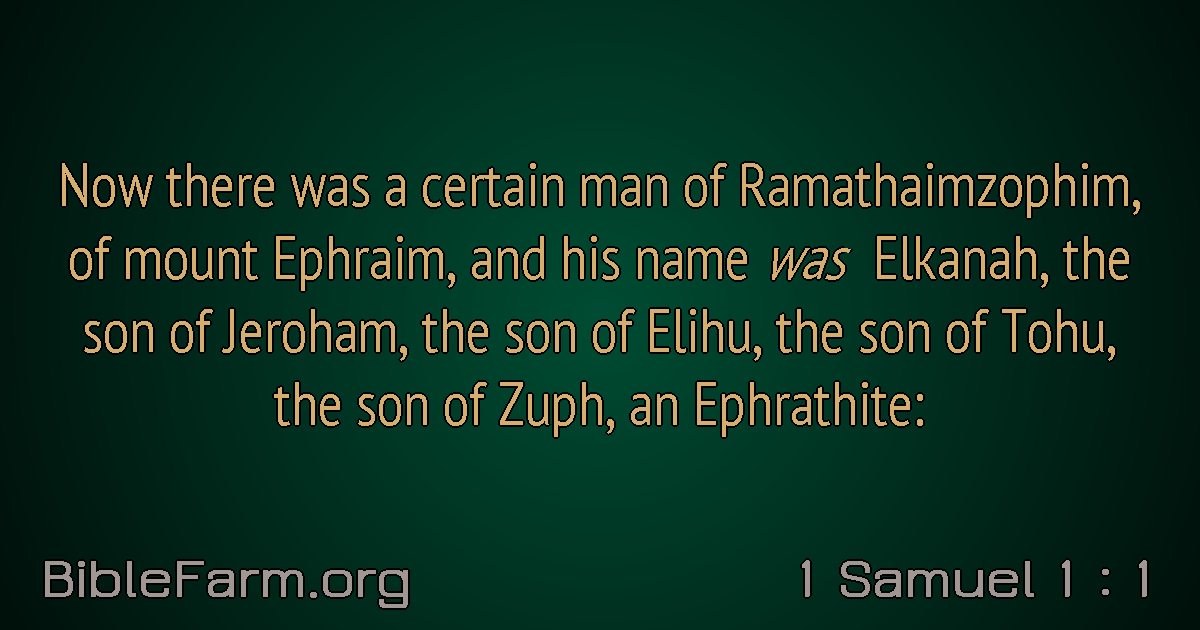 Now there was a certain man of Ramathaimzophim,
of mount Ephraim, and his name was Elkanah, the
son of Jeroham, the son of Elihu, the son of Tohu,
the son of Zuph, an Ephrathite:
BibleFarm.org
1 Samuel 1 : 1